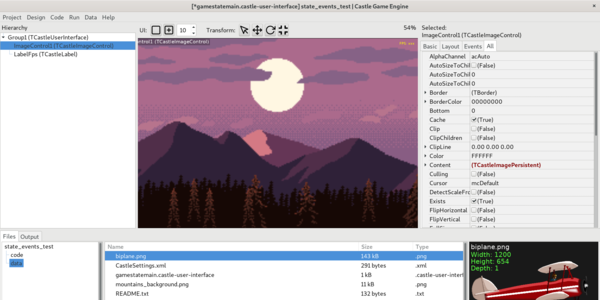 [*gamestatemain.castle-user-interface] state_events_test | Castle Game Engine
Project Design Code Run Data Help
Hierarchy
Group1 (TCastleUserInterface)
ImageControl1 (TCastleImageControl)
LabelFps (TCastleLabel)
UI: 10 Transform: 54%
ntrol1 (TCastleImageControl)
Selected:
ImageControl1 (TCastleImageControl):
Basic Layout Events All
AlphaChannel acAuto
AutoSizeToChil (False)
AutoSizeToChil 0
AutoSizeToChil 0
Border (TBorder)
BorderColor 00000000
Bottom 0
Cache (True)
Clip (False)
ClipChildren (False)
ClipLine 0.00 0.00 0.00
Color FFFFFF
Content (TCastleImagePersistent)
Culling (False)
Cursor mcDefault
DetectScaleFro (False)
Exists (True)
FlipHorizontal (False)
FlipVertical (False)
Files Output
state_events_test
code
data
Name Size Type
biplane.png 143 kB .png
CastleSettings.xml 291 bytes .xml
gamestatemain.castle-user-interface 1 kB .castle-user-interf
mountains_background.png 11 kB .png
README.txt 132 bytes .txt
biplane.png
Width: 1200
Height: 654
Depth: 1